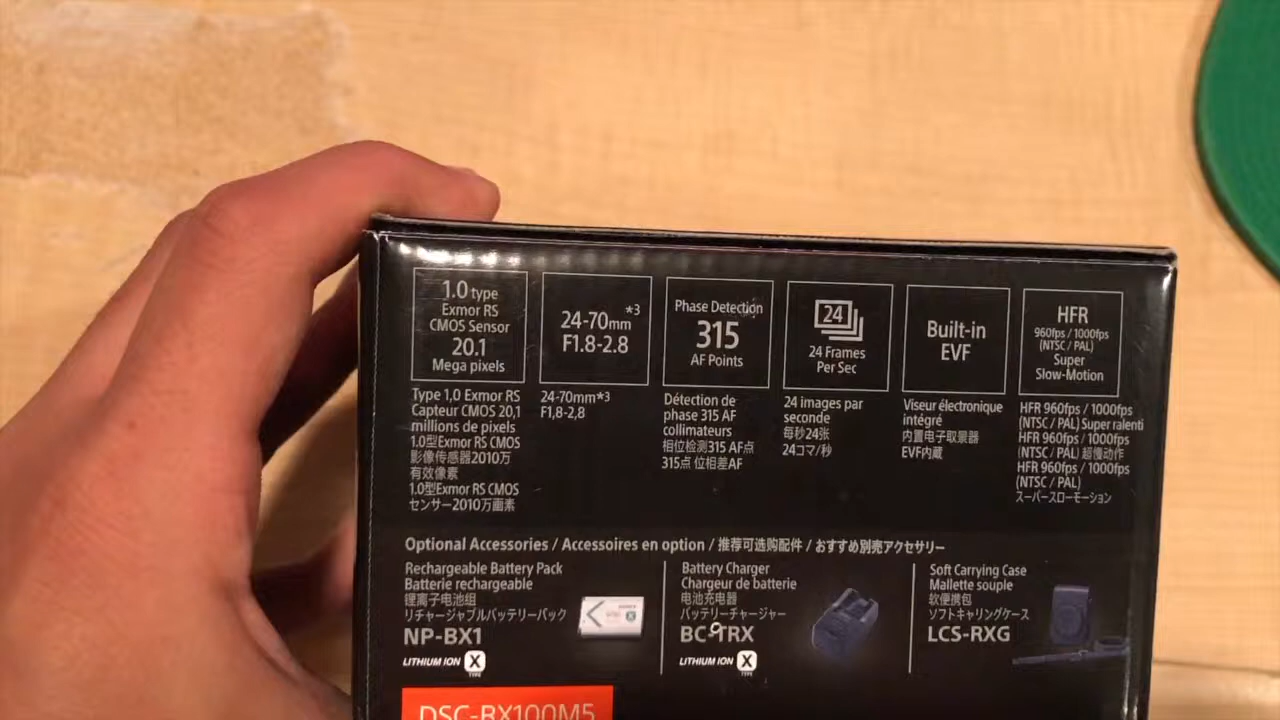 1.0 type
Exmor RS
CMOS Sensor
20.1
Mega pixels
24-70mm *3
F1.8-2.8
Phase Detection
315
AF Points
24
24 Frames
Per Sec
Built-in
EVF
HFR
960fps / 1000fps
(NTSC / PAL)
Super
Slow-Motion
Type 1,0 Exmor RS
Capteur CMOS 20,1
millions de pixels
1.0型Exmor RS CMOS
影像传感器2010万
有效像素
1.0型Exmor RS CMOS
センサー2010万画素
24-70mm*3
F1,8-2,8
Détection de
phase 315 AF
collimateurs
相位检测315 AF点
315点 位相差AF
24 images par
seconde
每秒24张
24コマ/秒
Viseur électronique
intégré
内置电子取景器
EVF内蔵
HFR 960fps / 1000fps
(NTSC / PAL) Super ralenti
HFR 960fps / 1000fps
(NTSC / PAL) 超慢动作
HFR 960fps / 1000fps
(NTSC / PAL)
スーパースローモーション
Optional Accessories / Accessoires en option / 推荐可选购配件 / おすすめ別売アクセサリー
Rechargeable Battery Pack
Batterie rechargeable
锂离子电池组
リチャージャブルバッテリーパック
NP-BX1
LITHIUM ION X
TYPE
Battery Charger
Chargeur de batterie
电池充电器
バッテリーチャージャー
BC-TRX
LITHIUM ION X
TYPE
Soft Carrying Case
Mallette souple
软便携包
ソフトキャリングケース
LCS-RXG
DSC-RX100M5